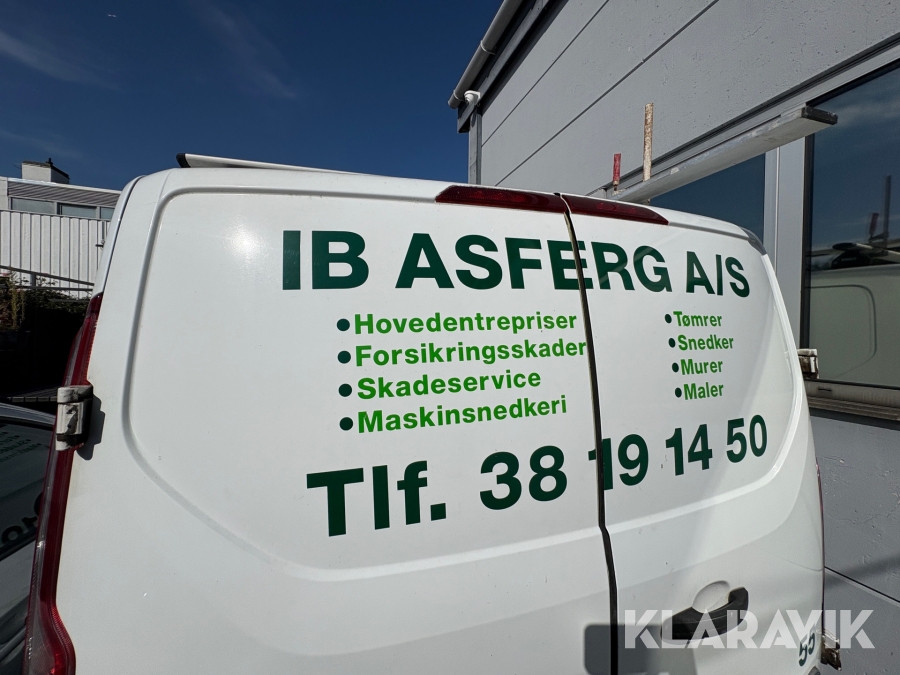 IB ASFERG A/S
•Hovedentrepriser
•Forsikringsskader
•Skadeservice
•Maskinsnedkeri
•Tømrer
•Snedker
•Murer
•Maler
Tlf. 38 19 14 50
55
KLARAVIK